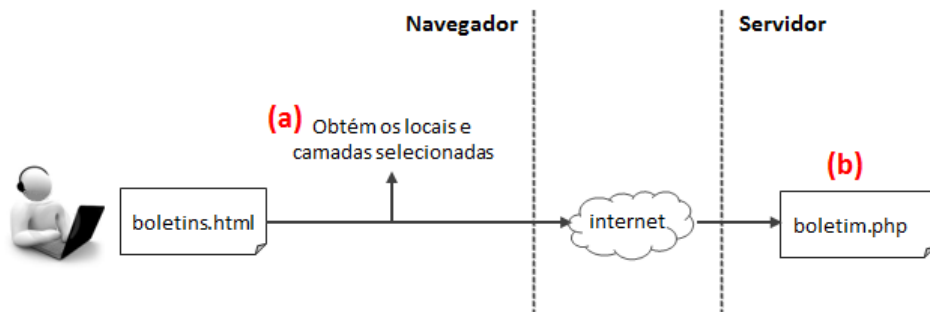 Navegador
Servidor
(a) Obtém os locais e
camadas selecionadas
(b)
boletins.html
internet
boletim.php